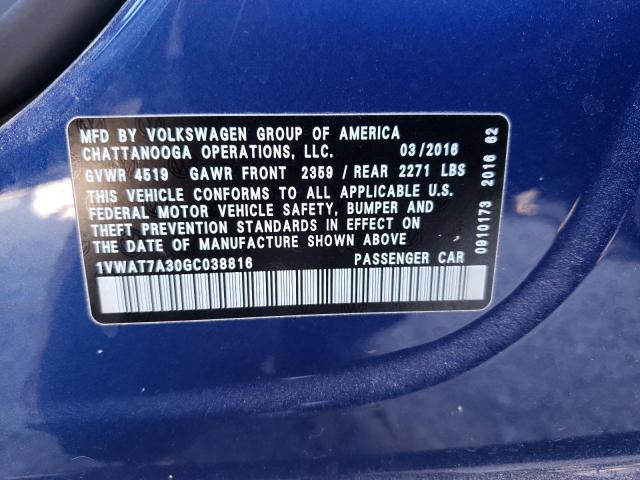 MFD BY VOLKSWAGEN GROUP OF AMERICA
CHATTANOOGA OPERATIONS, LLC. 03/2016
GVWR 4519 GAWR FRONT 2359 / REAR 2271 LBS
THIS VEHICLE CONFORMS TO ALL APPLICABLE U.S.
FEDERAL MOTOR VEHICLE SAFETY, BUMPER AND
THEFT PREVENTION STANDARDS IN EFFECT ON
THE DATE OF MANUFACTURE SHOWN ABOVE
1VWAT7A30GC038816 PASSENGER CAR
0910173 2016 62